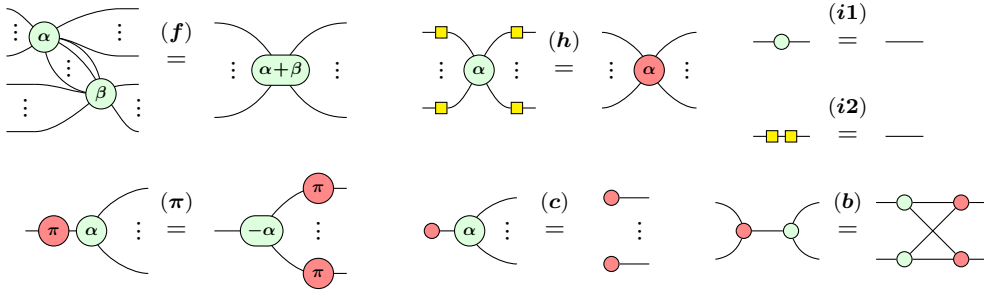 α ⋮ ⋮ (f) ⋮ α+β ⋮ ⋮ α ⋮ (h) ⋮ α ⋮ (i1)
⋮ = = =
⋮ β ⋮
(i2)
=
π α ⋮ (π) -α π ⋮ π α ⋮ (c) ⋮ (b)
= = =